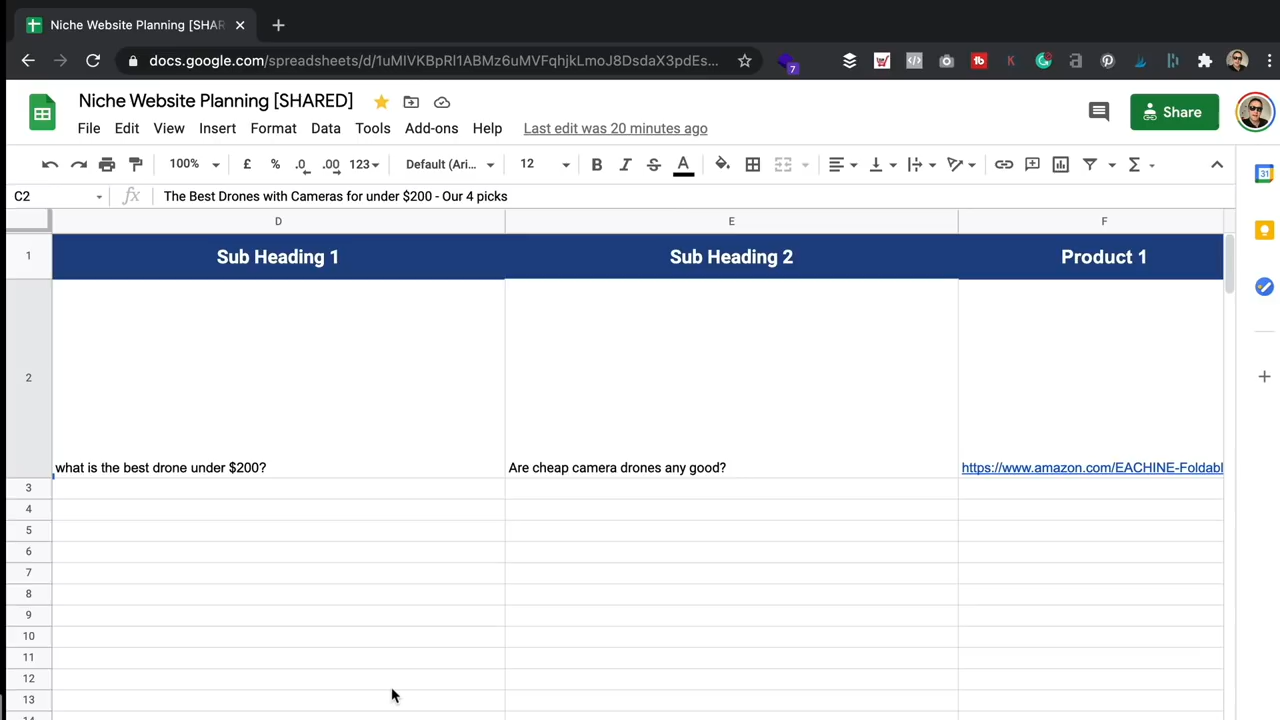 Niche Website Planning [SHAR
docs.google.com/spreadsheets/d/1uMIVKBpRl1ABMz6uMVFqhjkLmoJ8DsdaX3pdEs...
7
Niche Website Planning [SHARED]
File Edit View Insert Format Data Tools Add-ons Help Last edit was 20 minutes ago
Share
100% £ % .0 .00 123 Default (Ari... 12 B I S A
31
C2 fx The Best Drones with Cameras for under $200 - Our 4 picks
D E F
1 Sub Heading 1 Sub Heading 2 Product 1
2 what is the best drone under $200? Are cheap camera drones any good? https://www.amazon.com/EACHINE-Foldabl
3
4
5
6
7
8
9
10
11
12
13